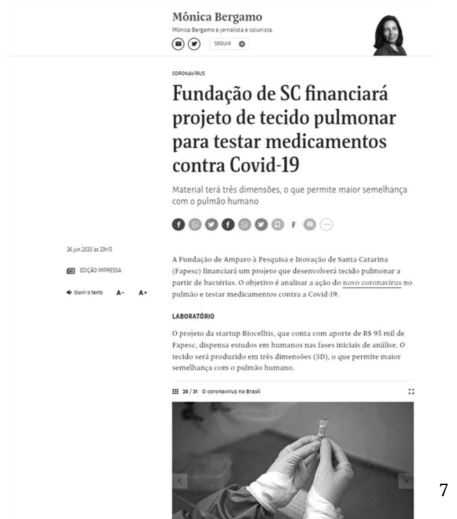 Mônica Bergamo
Mônica Bergamo é jornalista e colunista.
SEGUIR
CORONAVÍRUS
Fundação de SC financiará
projeto de tecido pulmonar
para testar medicamentos
contra Covid-19
Material terá três dimensões, o que permite maior semelhança
com o pulmão humano
26.jun.2020 às 23h15
EDIÇÃO IMPRESSA
Ouvir o texto A- A+
A Fundação de Amparo à Pesquisa e Inovação de Santa Catarina
(Fapesc) financiará um projeto que desenvolverá tecido pulmonar a
partir de bactérias. O objetivo é analisar a ação do novo coronavírus no
pulmão e testar medicamentos contra a Covid-19.
LABORATÓRIO
O projeto da startup Biocelltis, que conta com aporte de R$ 95 mil de
Fapesc, dispensa estudos em humanos nas fases iniciais de análise. O
tecido será produzido em três dimensões (3D), o que permite maior
semelhança com o pulmão humano.
28 / 31 O coronavírus no Brasil
7